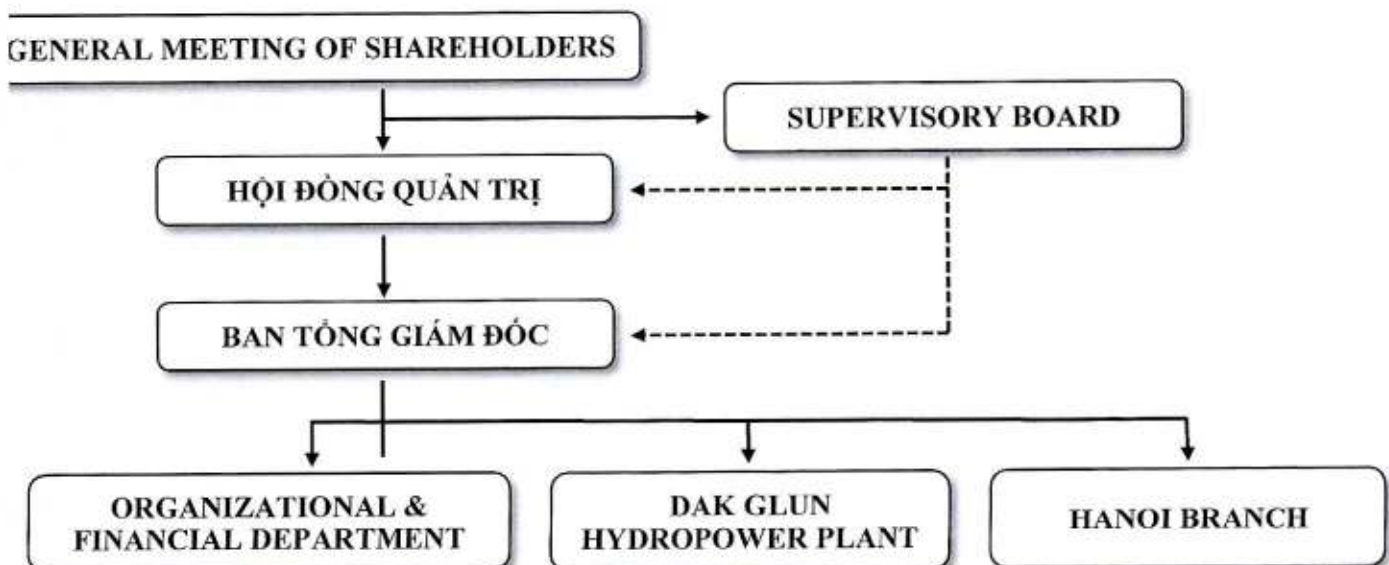 GENERAL MEETING OF SHAREHOLDERS
SUPERVISORY BOARD
HỘI ĐỒNG QUẢN TRỊ
BAN TỔNG GIÁM ĐỐC
ORGANIZATIONAL &
FINANCIAL DEPARTMENT
DAK GLUN
HYDROPOWER PLANT
HANOI BRANCH